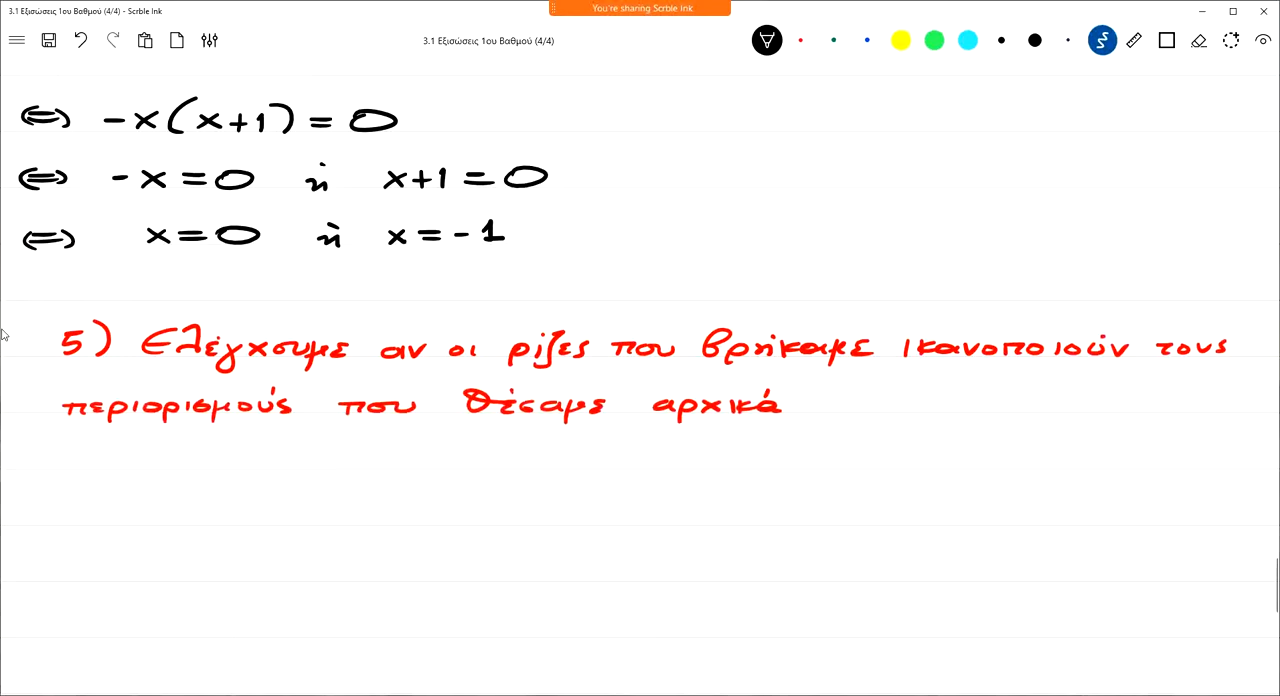 3.1 Εξισώσεις 1ου Βαθμού (4/4) - Scrble Ink
You're sharing Scrble Ink
3.1 Εξισώσεις 1ου Βαθμού (4/4)
⇔ -x(x+1) = 0
⇔ -x = 0 ή x+1 = 0
⇔ x = 0 ή x = -1
5) Ελέγχουμε αν οι ρίζες που βρήκαμε ικανοποιούν τους
περιορισμούς που θέσαμε αρχικά